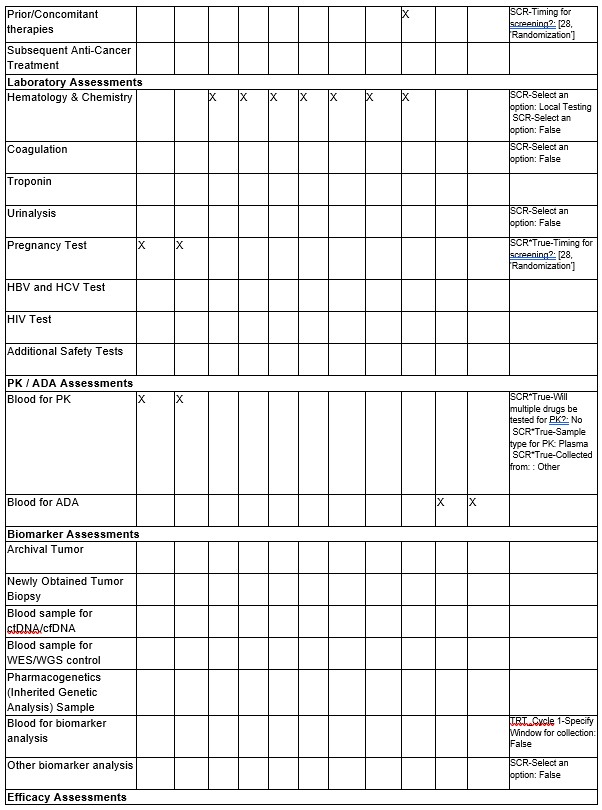 Prior/Concomitant
therapies
X
SCR-Timing for
screening?: [28,
'Randomization']
Subsequent Anti-Cancer
Treatment
Laboratory Assessments
Hematology & Chemistry
X X X X X X X
SCR-Select an
option: Local Testing
SCR-Select an
option: False
Coagulation
SCR-Select an
option: False
Troponin
Urinalysis
SCR-Select an
option: False
Pregnancy Test
X X
SCR*True-Timing for
screening?: [28,
'Randomization']
HBV and HCV Test
HIV Test
Additional Safety Tests
PK / ADA Assessments
Blood for PK
X X
SCR*True-Will
multiple drugs be
tested for PK?: No
SCR*True-Sample
type for PK: Plasma
SCR*True-Collected
from: : Other
Blood for ADA
X X
Biomarker Assessments
Archival Tumor
Newly Obtained Tumor
Biopsy
Blood sample for
ctDNA/cfDNA
Blood sample for
WES/WGS control
Pharmacogenetics
(Inherited Genetic
Analysis) Sample
Blood for biomarker
analysis
TRT_Cycle 1-Specify
Window for collection:
False
Other biomarker analysis
SCR-Select an
option: False
Efficacy Assessments